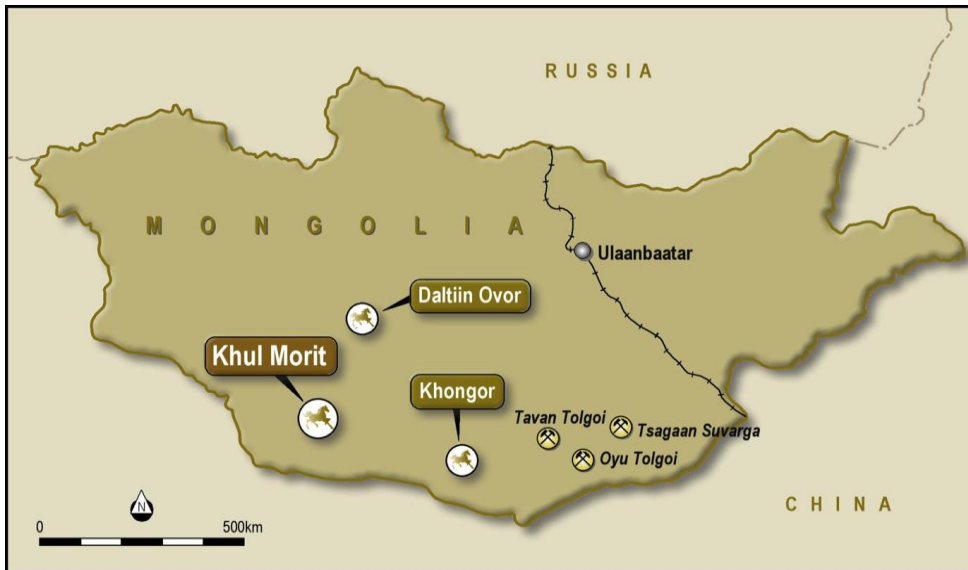 RUSSIA
MONGOLIA
Ulaanbaatar
Daltiin Ovor
Khul Morit
Khongor
Tavan Tolgoi
Tsagaan Suvarga
Oyu Tolgoi
CHINA
N
0 500km